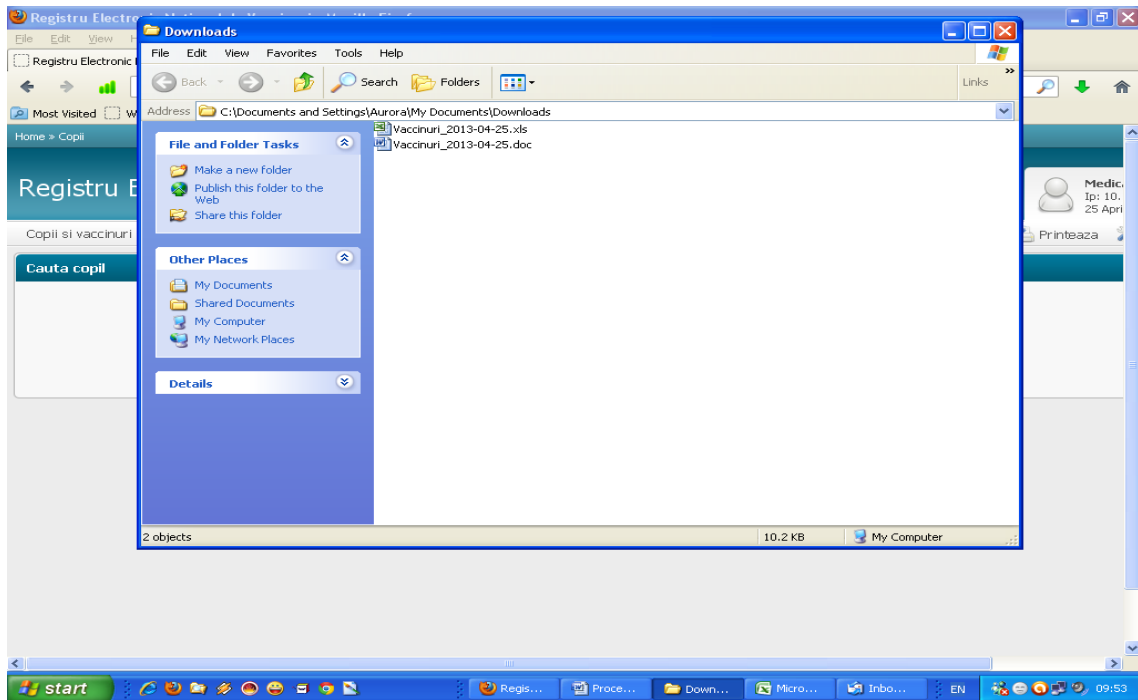 Registru Electro
Downloads
File Edit View
File Edit View Favorites Tools Help
Registru Electronic
Back Search Folders Links
Most Visited
Address C:\Documents and Settings\Aurora\My Documents\Downloads
Home » Copii
Vaccinuri_2013-04-25.xls
Vaccinuri_2013-04-25.doc
File and Folder Tasks
Make a new folder
Publish this folder to the
Web
Share this folder
Registru E
Medic
Ip: 10.
25 Apri
Copii si vaccinuri
Printeaza
Cauta copil
Other Places
My Documents
Shared Documents
My Computer
My Network Places
Details
2 objects 10.2 KB My Computer
start Regis... Proce... Down... Micro... Inbo... EN 09:53